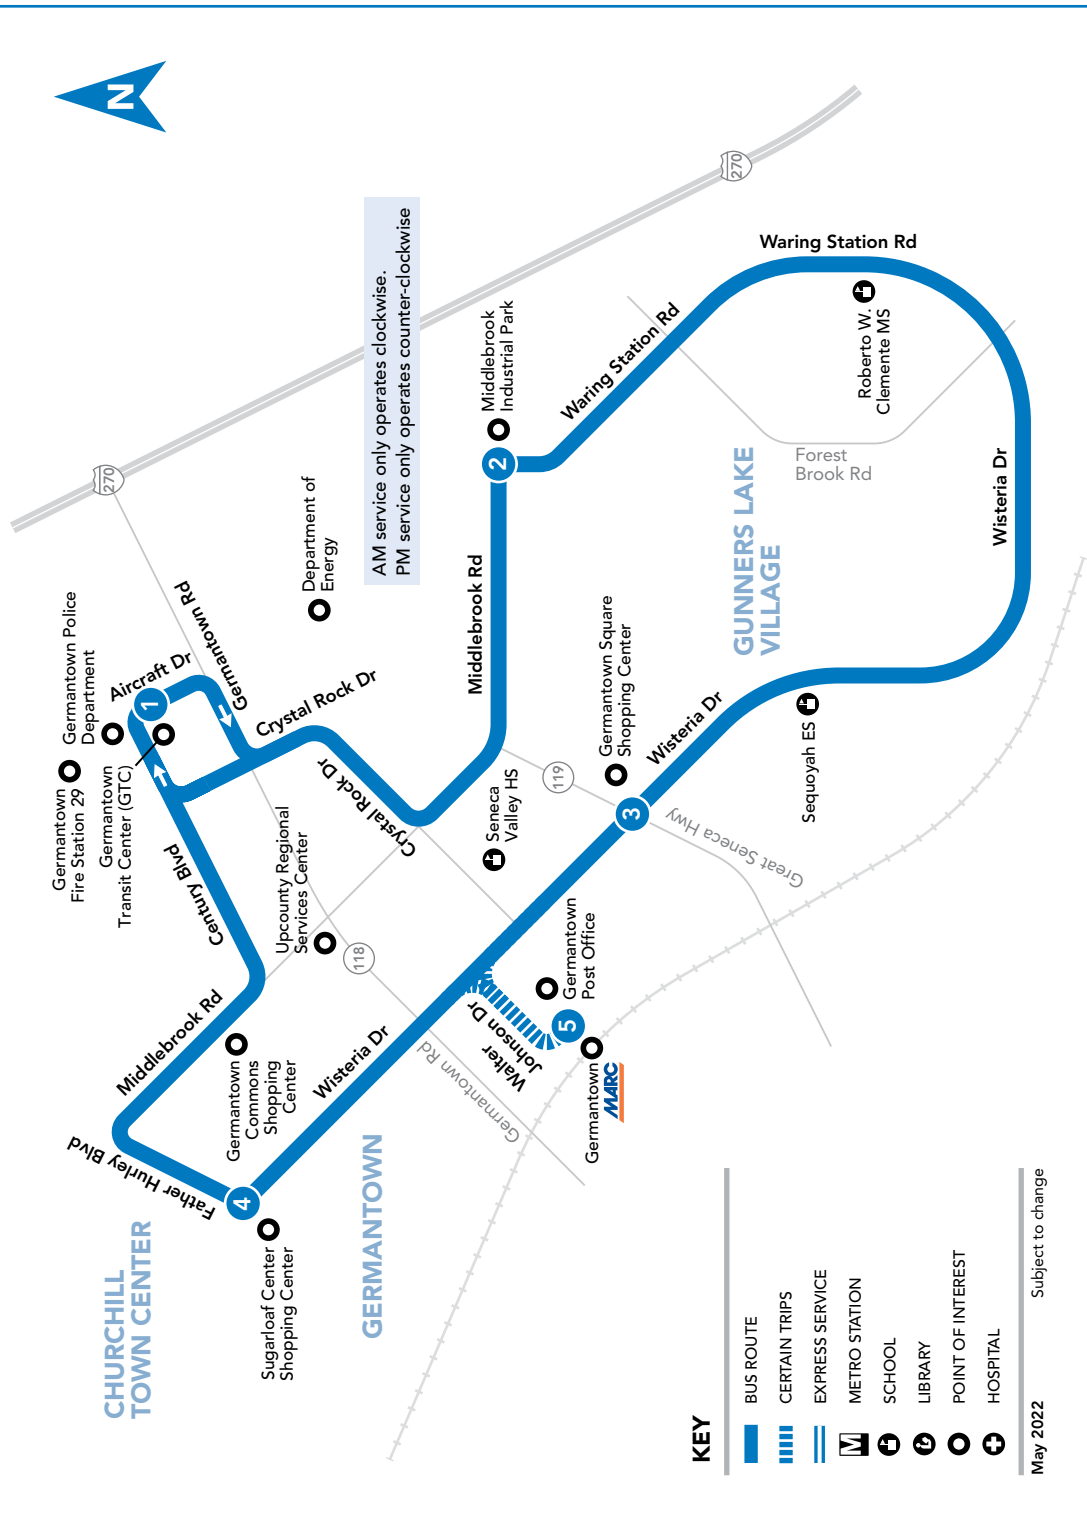 N
270
270
AM service only operates clockwise.
PM service only operates counter-clockwise
Waring Station Rd
Waring Station Rd
Roberto W.
Clemente MS
Middlebrook
Industrial Park
2
Forest
Brook Rd
Wisteria Dr
GUNNERS LAKE
VILLAGE
Department of
Energy
Middlebrook Rd
Germantown Rd
Germantown Police
Department
Aircraft Dr
1
Crystal Rock Dr
Crystal Rock Dr
Germantown
Fire Station 29
Germantown
Transit Center (GTC)
Germantown Square
Shopping Center
Wisteria Dr
Sequoyah ES
119
3
Great Seneca Hwy
Seneca
Valley HS
Century Blvd
Upcounty Regional
Services Center
118
Germantown
Post Office
5
Walter
Johnson Dr
Germantown
MARC
Germantown Rd
Middlebrook Rd
Germantown
Commons
Shopping
Center
Wisteria Dr
Father Hurley Blvd
4
Sugarloaf Center
Shopping Center
GERMANTOWN
CHURCHILL
TOWN CENTER
KEY
BUS ROUTE
CERTAIN TRIPS
EXPRESS SERVICE
M
METRO STATION
SCHOOL
LIBRARY
POINT OF INTEREST
HOSPITAL
May 2022
Subject to change